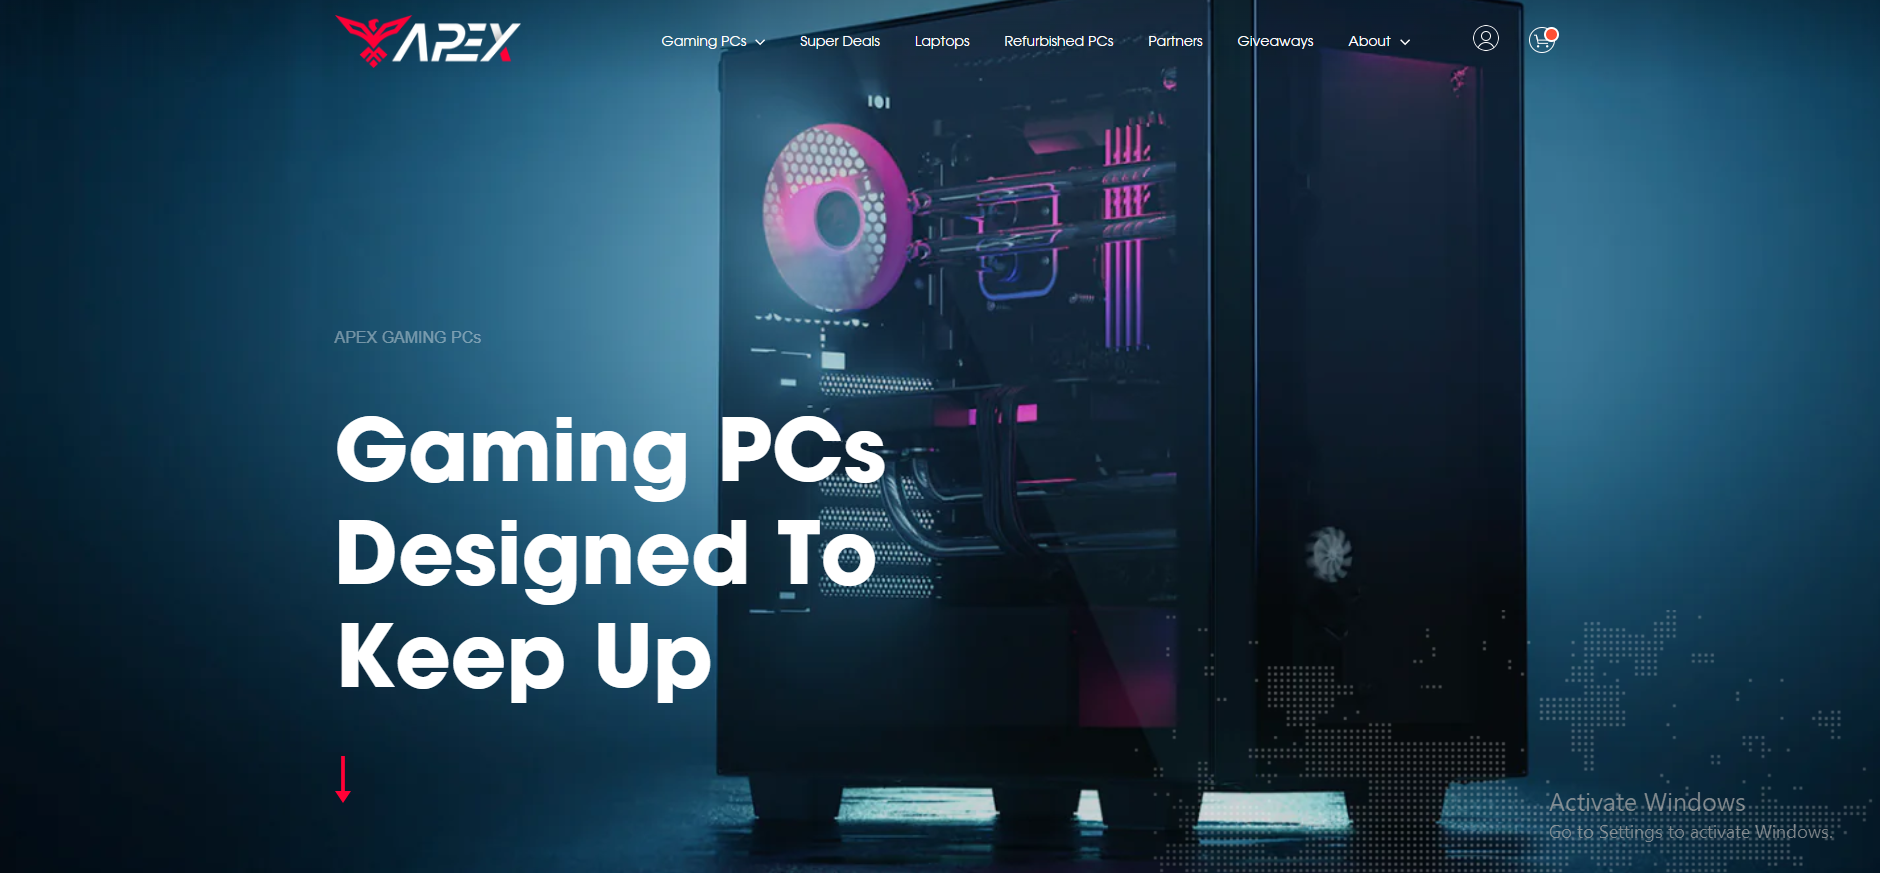 APEX
Gaming PCs
Super Deals
Laptops
Refurbished PCs
Partners
Giveaways
About
APEX GAMING PCs
Gaming PCs
Designed To
Keep Up
Activate Windows
Go to Settings to activate Windows.